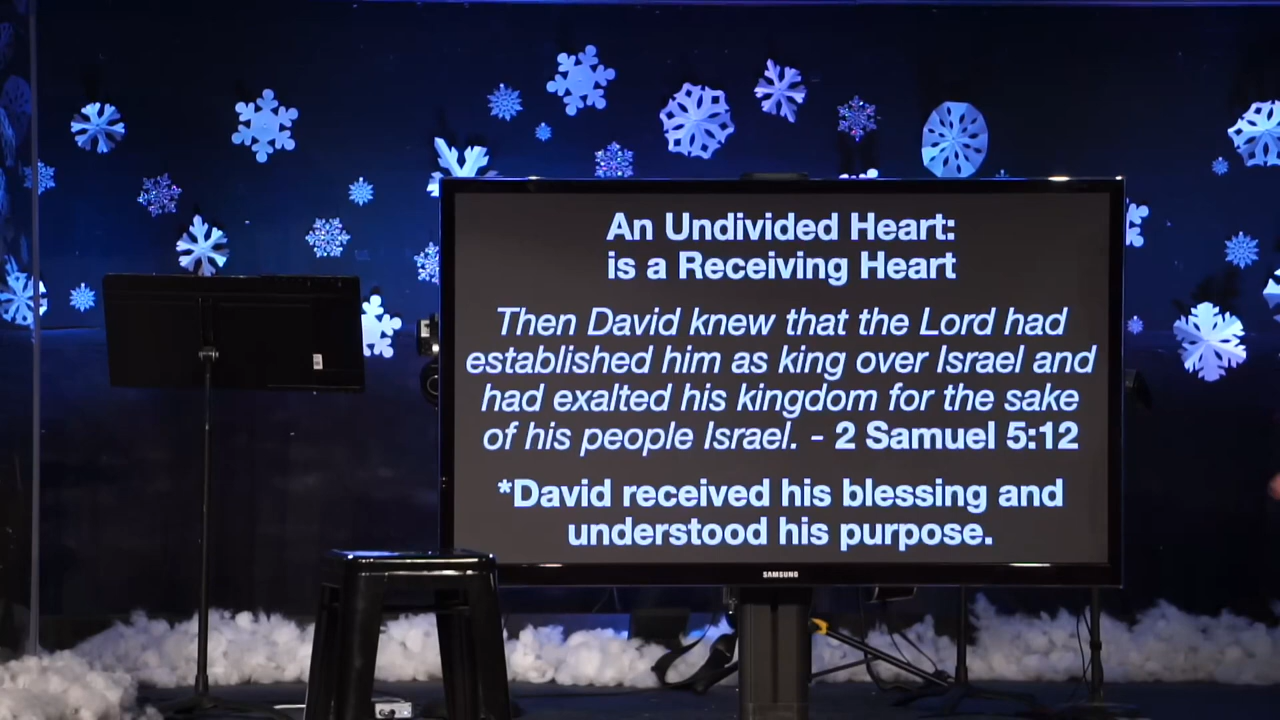 An Undivided Heart:
is a Receiving Heart
Then David knew that the Lord had
established him as king over Israel and
had exalted his kingdom for the sake
of his people Israel. - 2 Samuel 5:12
*David received his blessing and
understood his purpose.
SAMSUNG